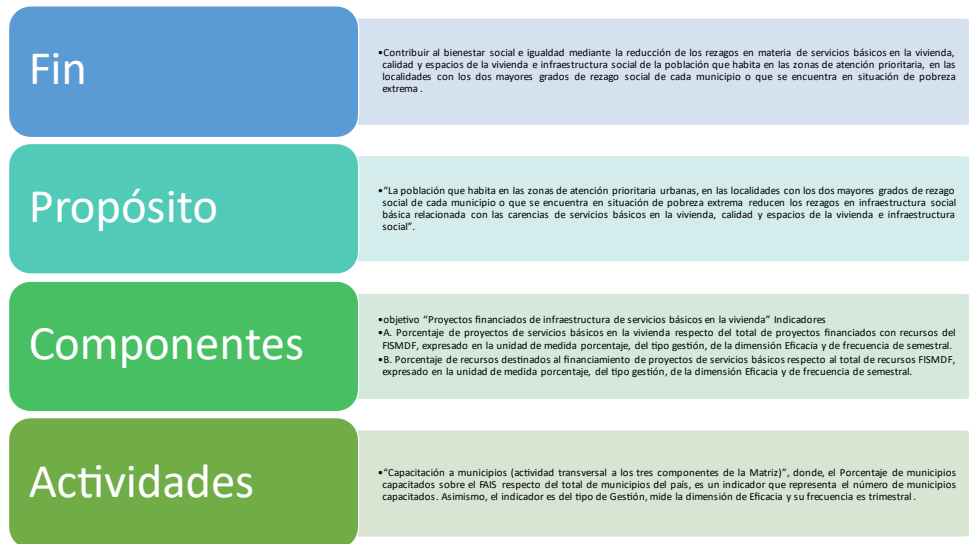 Fin
•Contribuir al bienestar social e igualdad mediante la reducción de los rezagos en materia de servicios básicos en la vivienda,
calidad y espacios de la vivienda e infraestructura social de la población que habita en las zonas de atención prioritaria, en las
localidades con los dos mayores grados de rezago social de cada municipio o que se encuentra en situación de pobreza
extrema .
Propósito
•“La población que habita en las zonas de atención prioritaria urbanas, en las localidades con los dos mayores grados de rezago
social de cada municipio o que se encuentra en situación de pobreza extrema reducen los rezagos en infraestructura social
básica relacionada con las carencias de servicios básicos en la vivienda, calidad y espacios de la vivienda e infraestructura
social”.
Componentes
•objetivo “Proyectos financiados de infraestructura de servicios básicos en la vivienda” Indicadores
•A. Porcentaje de proyectos de servicios básicos en la vivienda respecto del total de proyectos financiados con recursos del
FISMDF, expresado en la unidad de medida porcentaje, del tipo gestión, de la dimensión Eficacia y de frecuencia de semestral.
•B. Porcentaje de recursos destinados al financiamiento de proyectos de servicios básicos respecto al total de recursos FISMDF,
expresado en la unidad de medida porcentaje, del tipo gestión, de la dimensión Eficacia y de frecuencia de semestral.
Actividades
•“Capacitación a municipios (actividad transversal a los tres componentes de la Matriz)”, donde, el Porcentaje de municipios
capacitados sobre el FAIS respecto del total de municipios del país, es un indicador que representa el número de municipios
capacitados. Asimismo, el indicador es del tipo de Gestión, mide la dimensión de Eficacia y su frecuencia es trimestral .